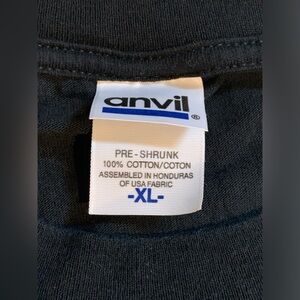 anvil ®
PRE-SHRUNK
100% COTTON/COTON
ASSEMBLED IN HONDURAS
OF USA FABRIC
-XL-